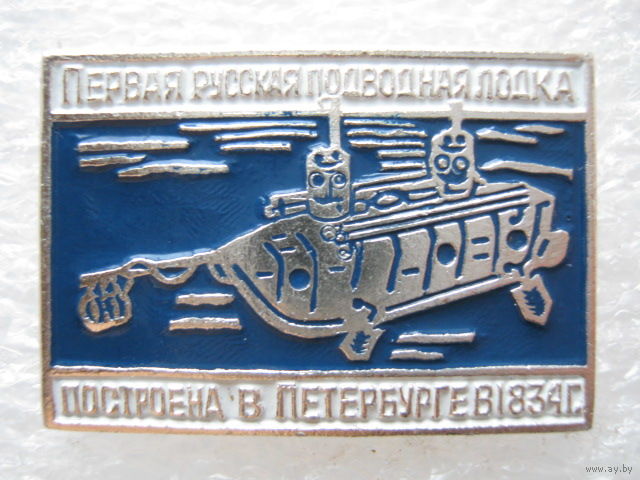 Первая русская подводная лодка
построена в Петербурге в 1834 г.
www.ay.by